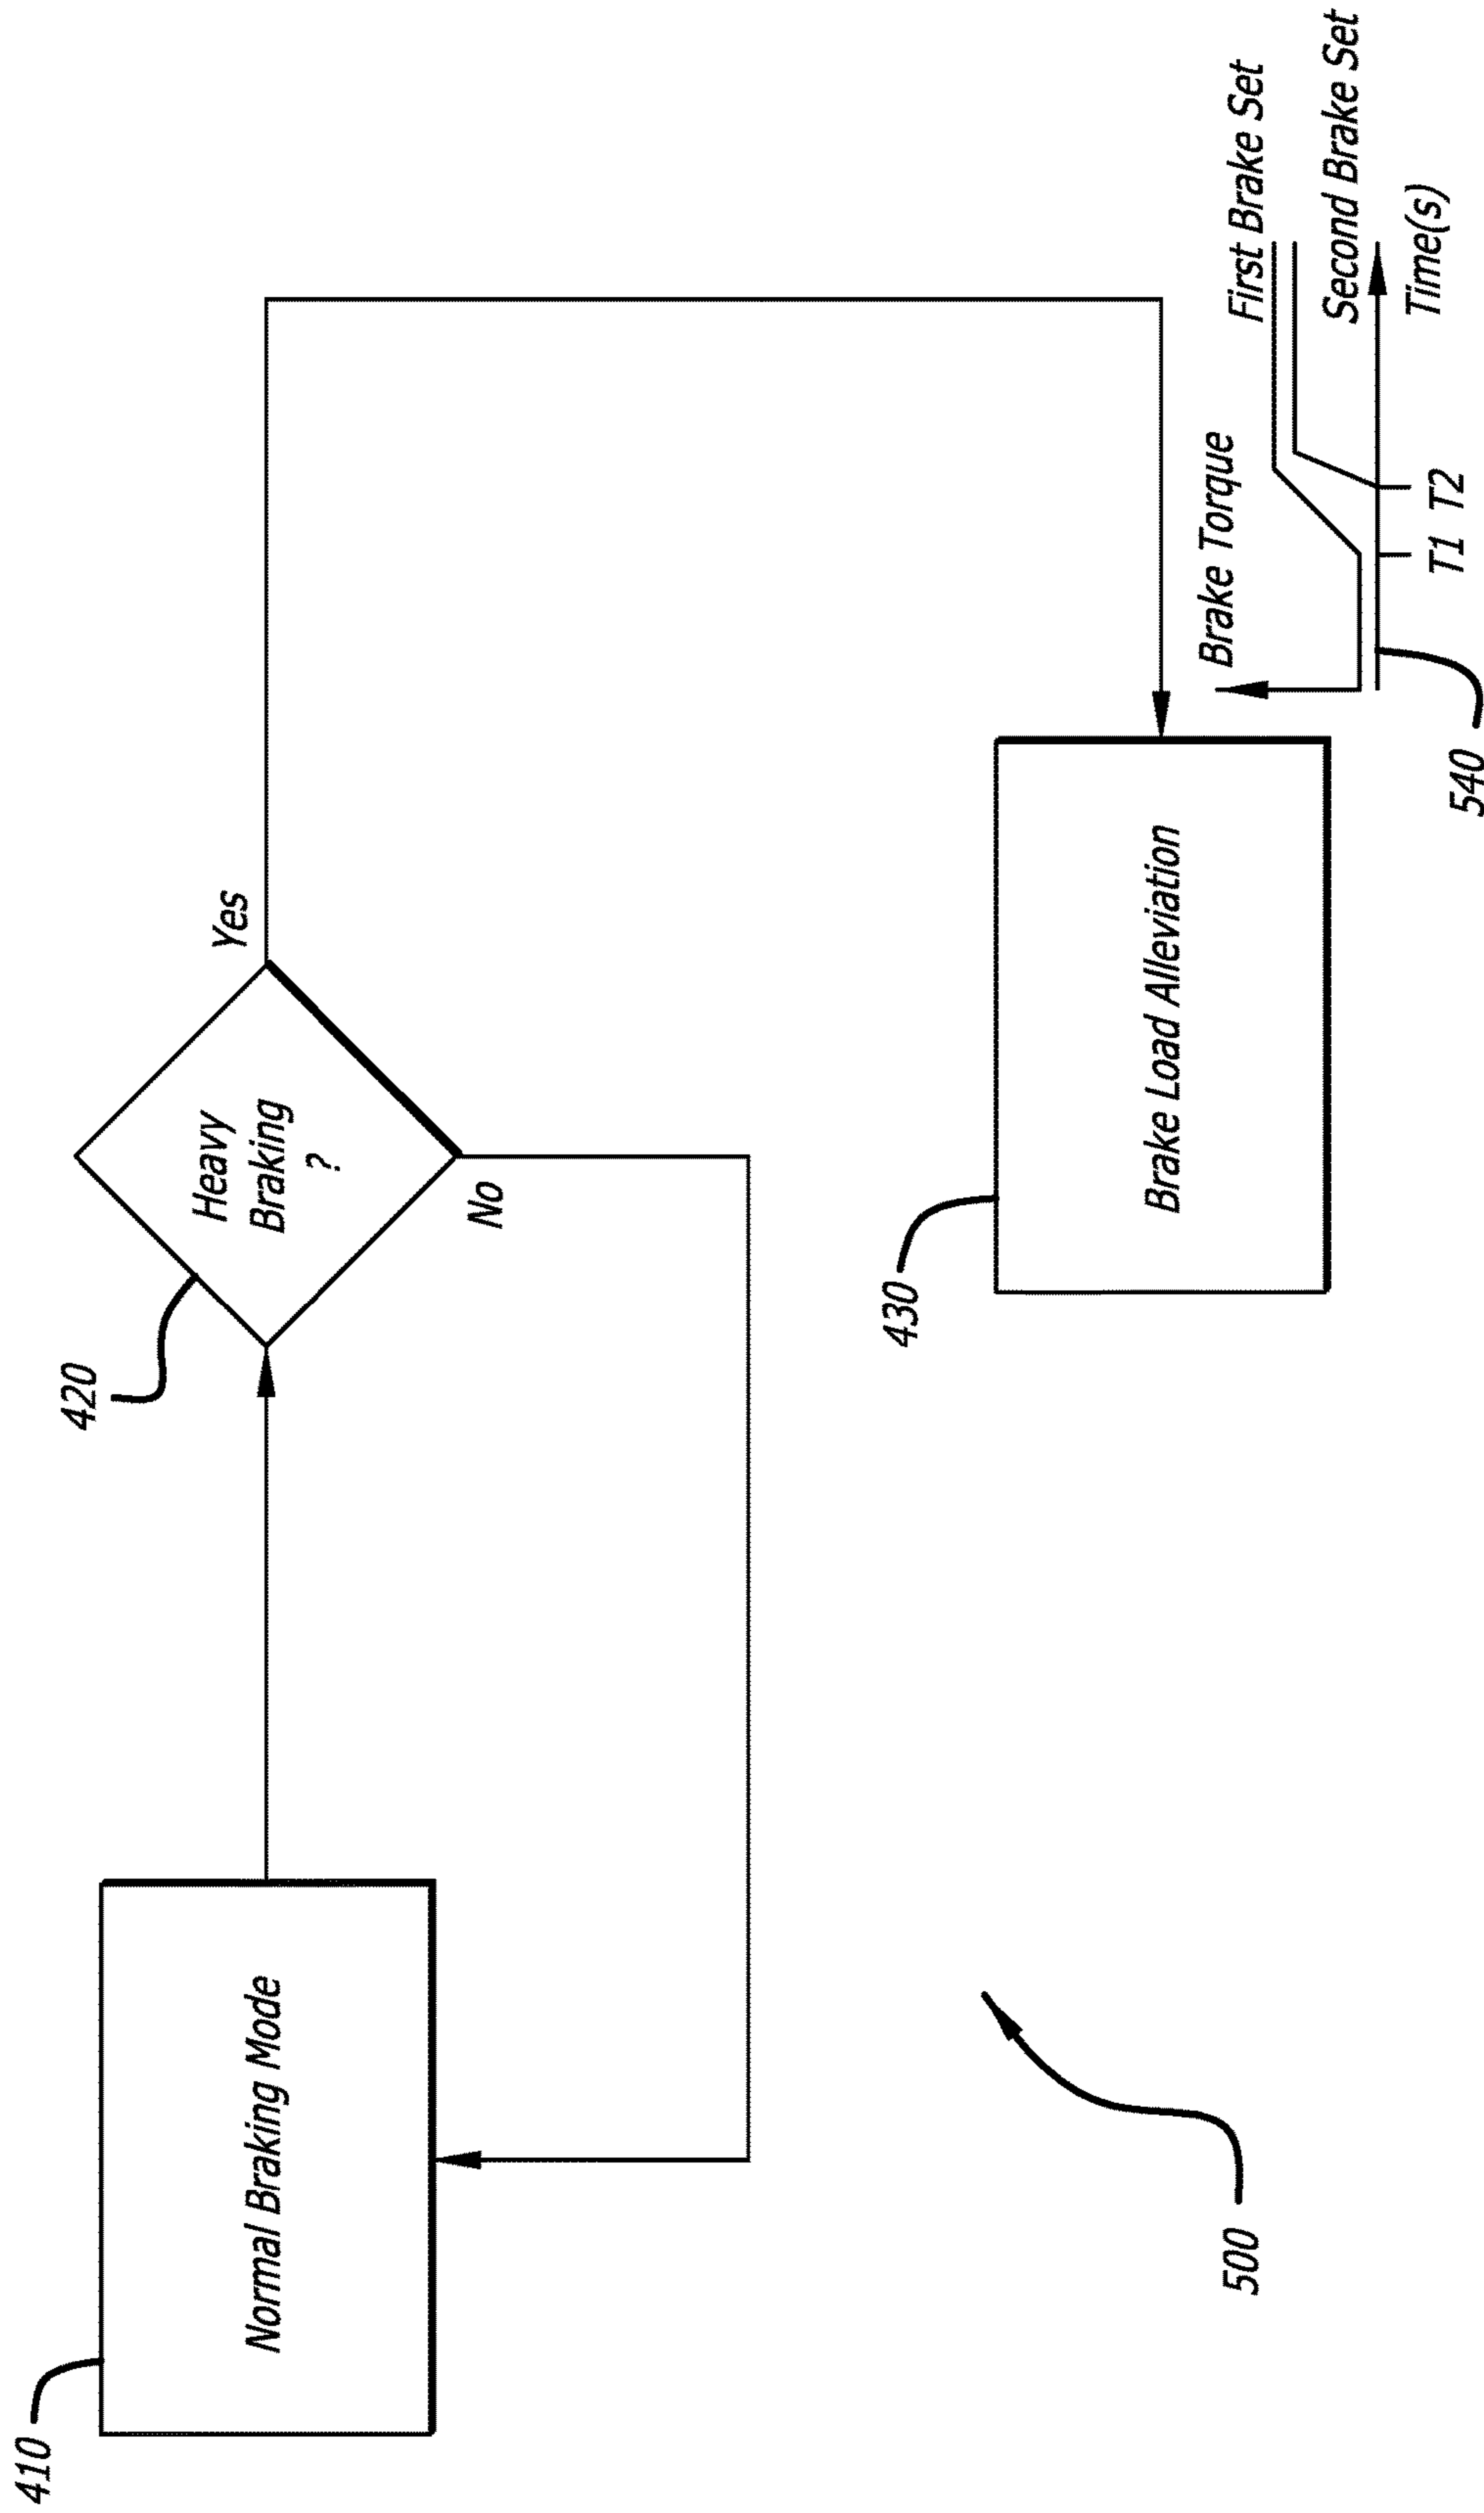 410
Normal Braking Mode
420
Heavy
Braking
?
Yes
No
430
Brake Load Alleviation
Brake Torque
First Brake Set
Second Brake Set
Time(s)
T1 T2
540
500